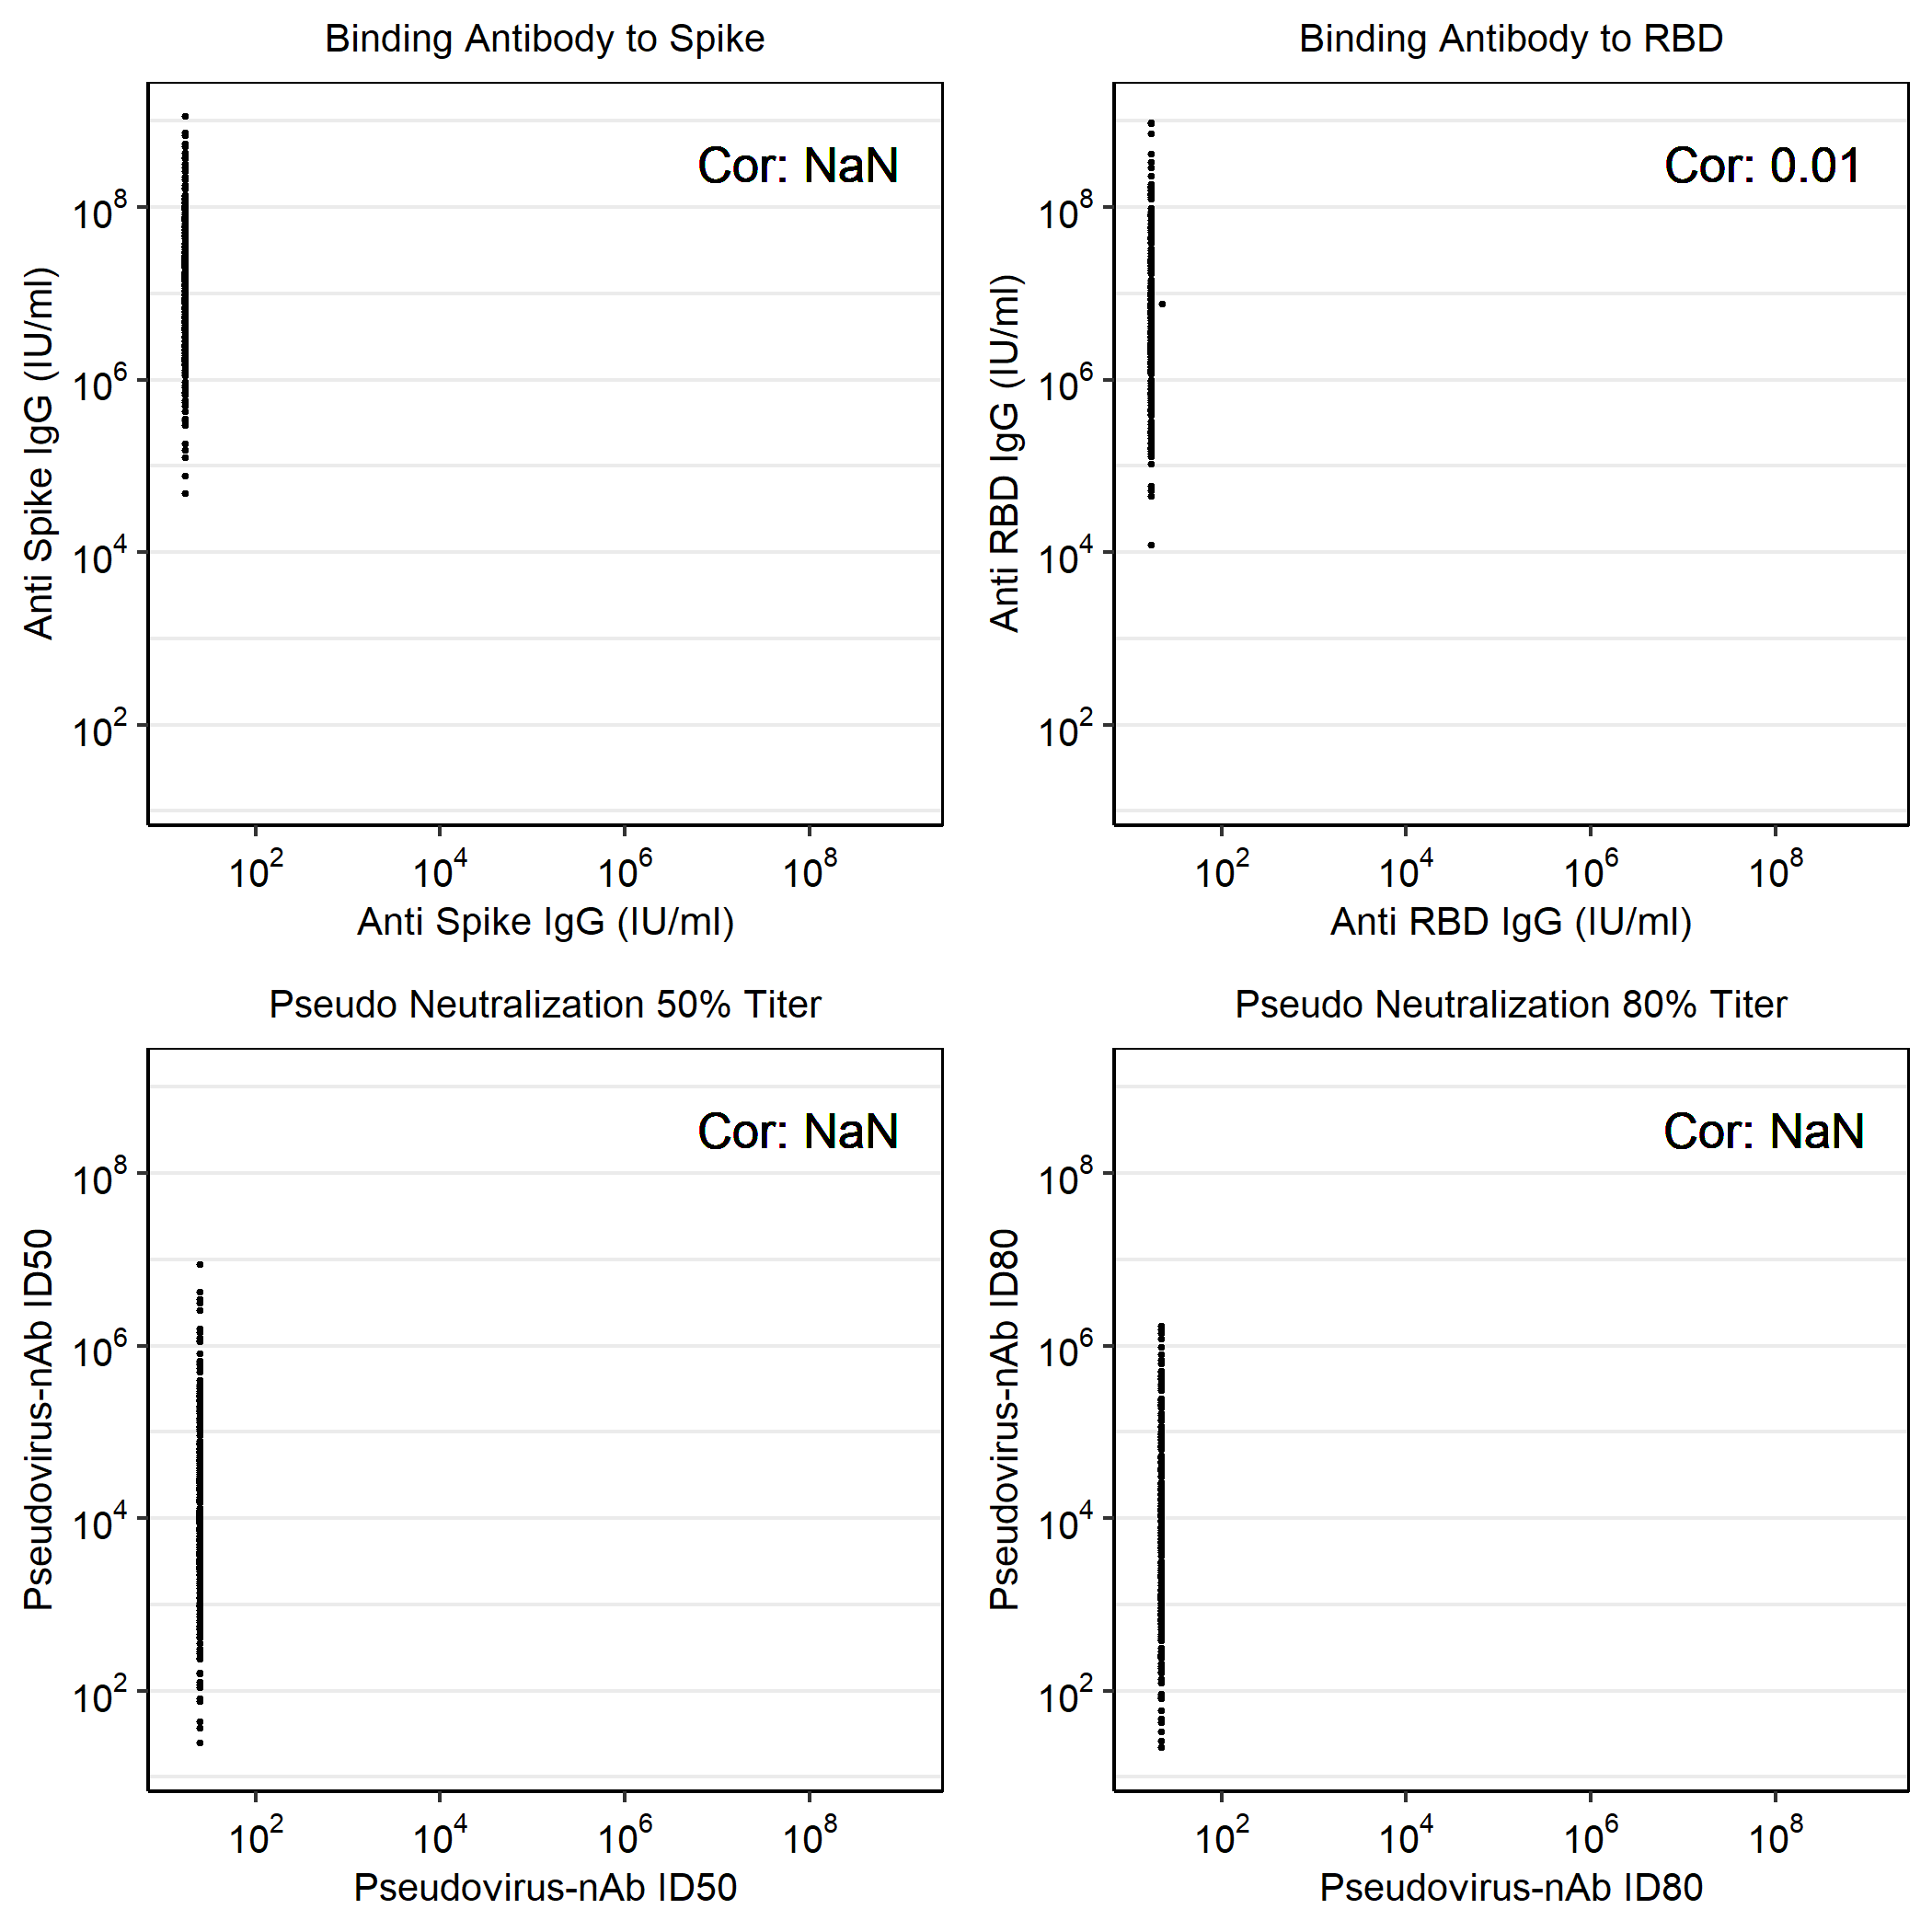 Binding Antibody to Spike
Cor: NaN
10^8
10^6
10^4
10^2
Anti Spike IgG (IU/ml)
10^2 10^4 10^6 10^8
Anti Spike IgG (IU/ml)
Binding Antibody to RBD
Cor: 0.01
10^8
10^6
10^4
10^2
Anti RBD IgG (IU/ml)
10^2 10^4 10^6 10^8
Anti RBD IgG (IU/ml)
Pseudo Neutralization 50% Titer
Cor: NaN
10^8
10^6
10^4
10^2
Pseudovirus-nAb ID50
10^2 10^4 10^6 10^8
Pseudovirus-nAb ID50
Pseudo Neutralization 80% Titer
Cor: NaN
10^8
10^6
10^4
10^2
Pseudovirus-nAb ID80
10^2 10^4 10^6 10^8
Pseudovirus-nAb ID80